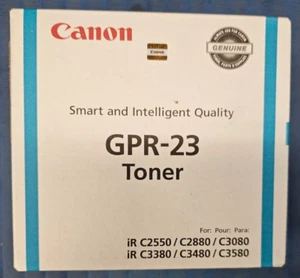 Canon
GENUINE
Smart and Intelligent Quality
GPR-23
Toner
For: Pour: Para:
iR C2550 / C2880 / C3080
iR C3380 / C3480 / C3580